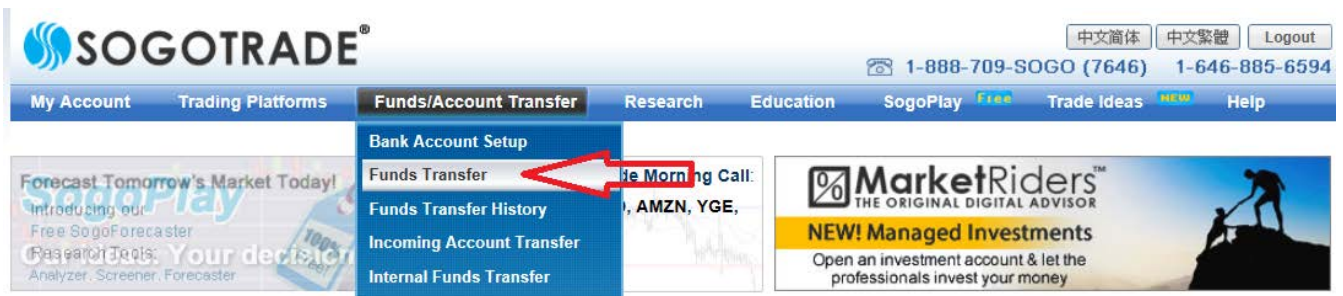 SOGOTRADE®
中文简体 中文繁體 Logout
1-888-709-SOGO (7646) 1-646-885-6594
My Account Trading Platforms Funds/Account Transfer Research Education SogoPlay Free Trade Ideas NEW Help
Bank Account Setup
Funds Transfer
Funds Transfer History
Incoming Account Transfer
Internal Funds Transfer
Forecast Tomorrow's Market Today!
SogoPlay
Introducing our
Free SogoForecaster
Research Tools:
Your decision
Analyzer. Screener. Forecaster
100%
de Morning Call:
, AMZN, YGE,
MarketRiders™
THE ORIGINAL DIGITAL ADVISOR
NEW! Managed Investments
Open an investment account & let the
professionals invest your money